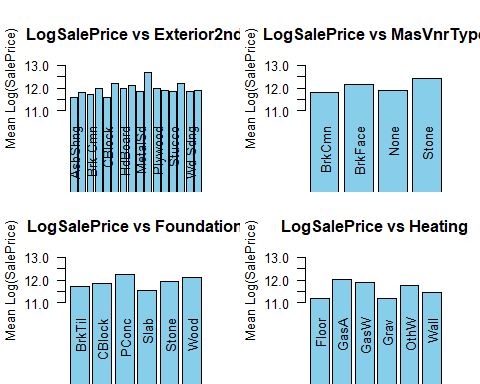 LogSalePrice vs Exterior2nd
Mean Log(SalePrice)
13.0
12.0
11.0
AsbShng
Brk Cmn
CBlock
HdBoard
MetalSd
Plywood
Stucco
Wd Sdng
LogSalePrice vs MasVnrType
Mean Log(SalePrice)
13.0
12.0
11.0
BrkCmn
BrkFace
None
Stone
LogSalePrice vs Foundation
Mean Log(SalePrice)
13.0
12.0
11.0
BrkTil
CBlock
PConc
Slab
Stone
Wood
LogSalePrice vs Heating
Mean Log(SalePrice)
13.0
12.0
11.0
Floor
GasA
GasW
Grav
OthW
Wall